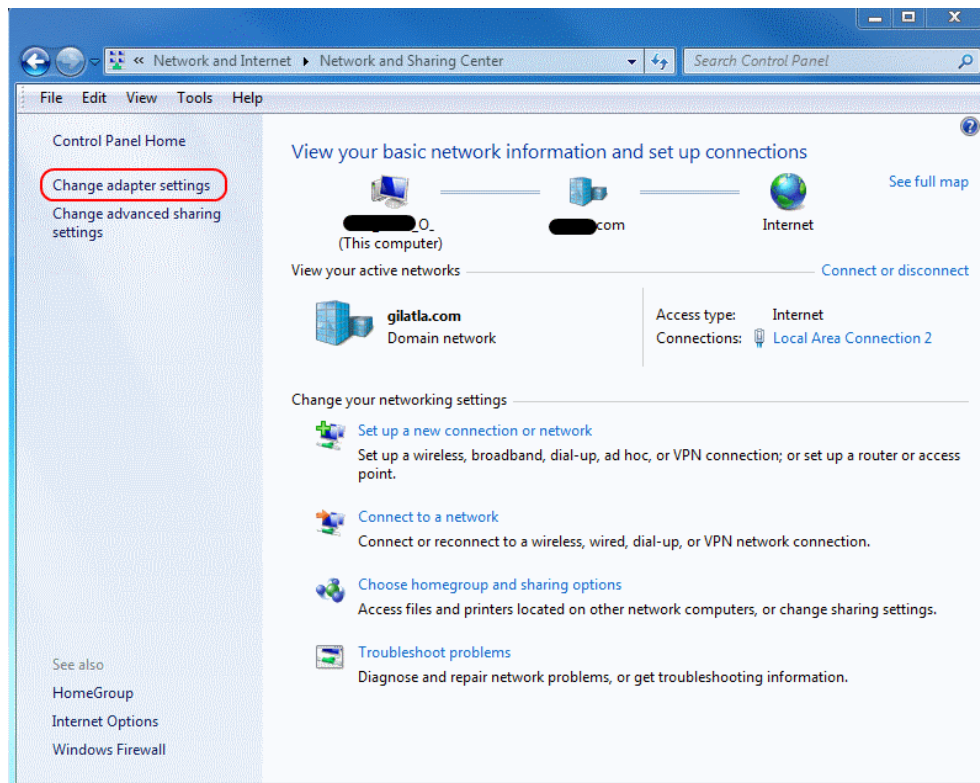 « Network and Internet ▸ Network and Sharing Center
Search Control Panel
File Edit View Tools Help
Control Panel Home
Change adapter settings
Change advanced sharing
settings
View your basic network information and set up connections
See full map
_O_
(This computer)
com
Internet
View your active networks
Connect or disconnect
gilatla.com
Domain network
Access type: Internet
Connections: Local Area Connection 2
Change your networking settings
Set up a new connection or network
Set up a wireless, broadband, dial-up, ad hoc, or VPN connection; or set up a router or access
point.
Connect to a network
Connect or reconnect to a wireless, wired, dial-up, or VPN network connection.
Choose homegroup and sharing options
Access files and printers located on other network computers, or change sharing settings.
Troubleshoot problems
Diagnose and repair network problems, or get troubleshooting information.
See also
HomeGroup
Internet Options
Windows Firewall